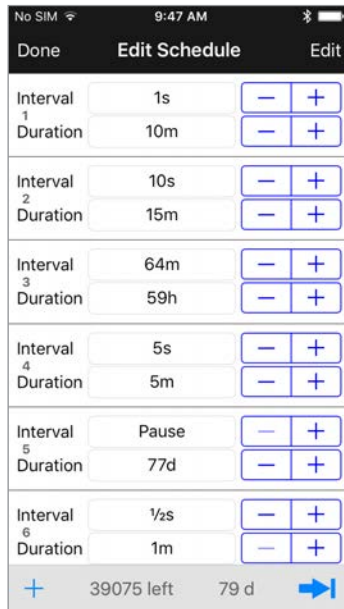 No SIM 9:47 AM
Done Edit Schedule Edit
Interval 1s − +
1
Duration 10m − +
Interval 10s − +
2
Duration 15m − +
Interval 64m − +
3
Duration 59h − +
Interval 5s − +
4
Duration 5m − +
Interval Pause − +
5
Duration 77d − +
Interval ½s − +
6
Duration 1m − +
+ 39075 left 79 d